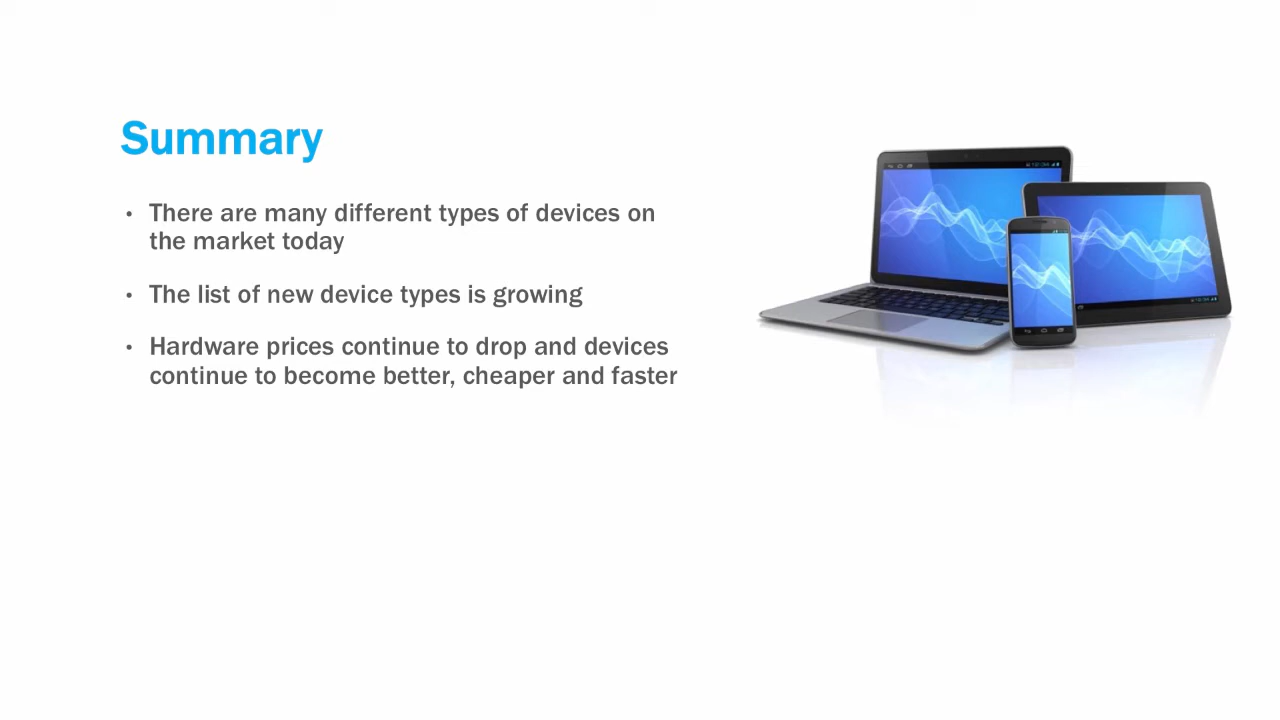 Summary
• There are many different types of devices on
the market today
• The list of new device types is growing
• Hardware prices continue to drop and devices
continue to become better, cheaper and faster